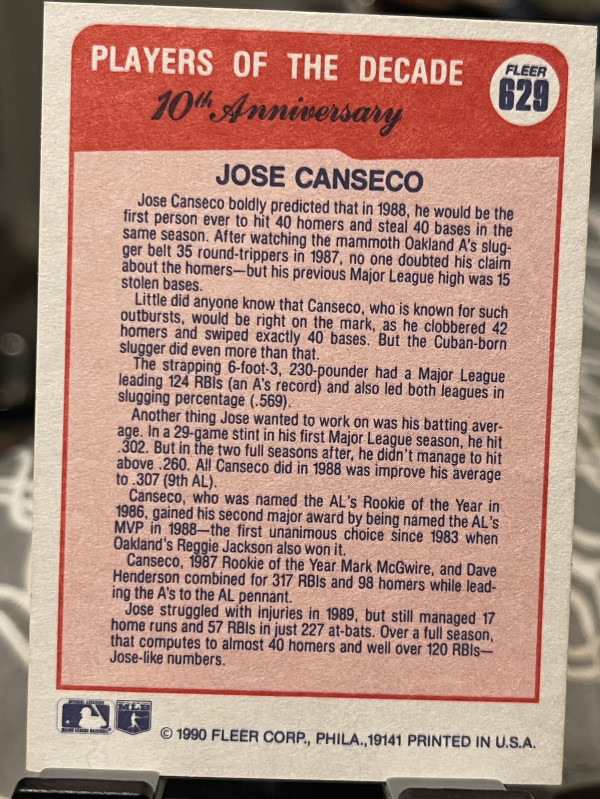 PLAYERS OF THE DECADE
10th Anniversary
FLEER
629
JOSE CANSECO
Jose Canseco boldly predicted that in 1988, he would be the
first person ever to hit 40 homers and steal 40 bases in the
same season. After watching the mammoth Oakland A's slug-
ger belt 35 round-trippers in 1987, no one doubted his claim
about the homers—but his previous Major League high was 15
stolen bases.
Little did anyone know that Canseco, who is known for such
outbursts, would be right on the mark, as he clobbered 42
homers and swiped exactly 40 bases. But the Cuban-born
slugger did even more than that.
The strapping 6-foot-3, 230-pounder had a Major League
leading 124 RBIs (an A's record) and also led both leagues in
slugging percentage (.569).
Another thing Jose wanted to work on was his batting aver-
age. In a 29-game stint in his first Major League season, he hit
.302. But in the two full seasons after, he didn't manage to hit
above .260. All Canseco did in 1988 was improve his average
to .307 (9th AL).
Canseco, who was named the AL's Rookie of the Year in
1986, gained his second major award by being named the AL's
MVP in 1988—the first unanimous choice since 1983 when
Oakland's Reggie Jackson also won it.
Canseco, 1987 Rookie of the Year Mark McGwire, and Dave
Henderson combined for 317 RBIs and 98 homers while lead-
ing the A's to the AL pennant.
Jose struggled with injuries in 1989, but still managed 17
home runs and 57 RBIs in just 227 at-bats. Over a full season,
that computes to almost 40 homers and well over 120 RBIs—
Jose-like numbers.
© 1990 FLEER CORP., PHILA.,19141 PRINTED IN U.S.A.